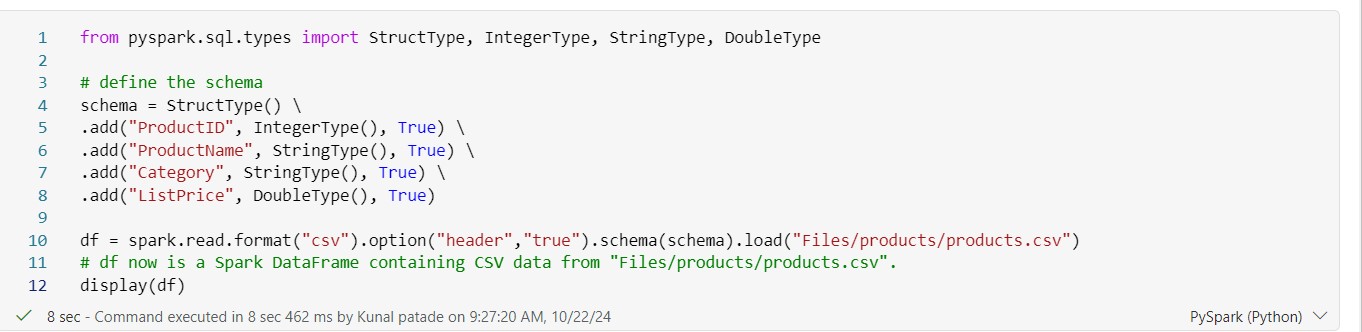 1 from pyspark.sql.types import StructType, IntegerType, StringType, DoubleType
2
3 # define the schema
4 schema = StructType() \
5 .add("ProductID", IntegerType(), True) \
6 .add("ProductName", StringType(), True) \
7 .add("Category", StringType(), True) \
8 .add("ListPrice", DoubleType(), True)
9
10 df = spark.read.format("csv").option("header","true").schema(schema).load("Files/products/products.csv")
11 # df now is a Spark DataFrame containing CSV data from "Files/products/products.csv".
12 display(df)
8 sec - Command executed in 8 sec 462 ms by Kunal patade on 9:27:20 AM, 10/22/24 PySpark (Python)